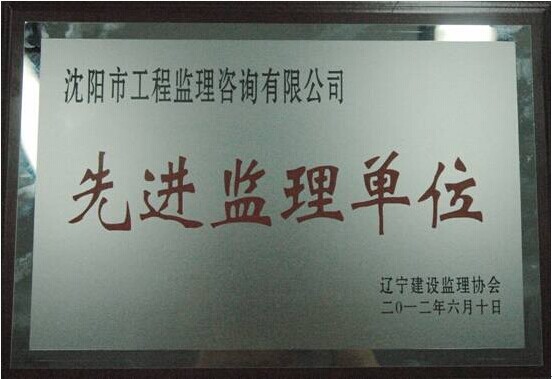 沈阳市工程监理咨询有限公司
先进监理单位
辽宁建设监理协会
二0一二年六月十日